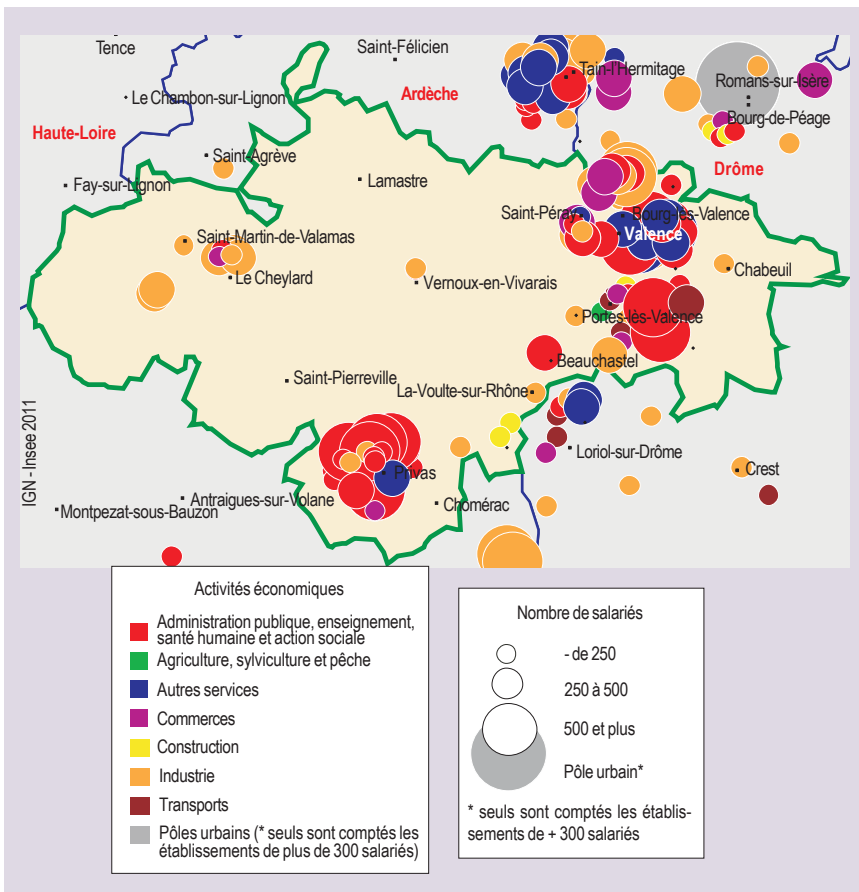 Tence
Saint-Félicien
Tain-l'Hermitage
Romans-sur-Isère
Le Chambon-sur-Lignon
Ardèche
Bourg-de-Péage
Haute-Loire
Saint-Agrève
Drôme
Fay-sur-Lignon
Lamastre
Saint-Péray
Bourg-lès-Valence
Saint-Martin-de-Valamas
Valence
Le Cheylard
Chabeuil
Vernoux-en-Vivarais
Portes-lès-Valence
Beauchastel
Saint-Pierreville
La-Voulte-sur-Rhône
Loriol-sur-Drôme
Privas
Crest
Antraigues-sur-Volane
Chomérac
Montpezat-sous-Bauzon
IGN - Insee 2011
Activités économiques
Administration publique, enseignement,
santé humaine et action sociale
Agriculture, sylviculture et pêche
Autres services
Commerces
Construction
Industrie
Transports
Pôles urbains (* seuls sont comptés les
établissements de plus de 300 salariés)
Nombre de salariés
- de 250
250 à 500
500 et plus
Pôle urbain*
* seuls sont comptés les établis-
sements de + 300 salariés